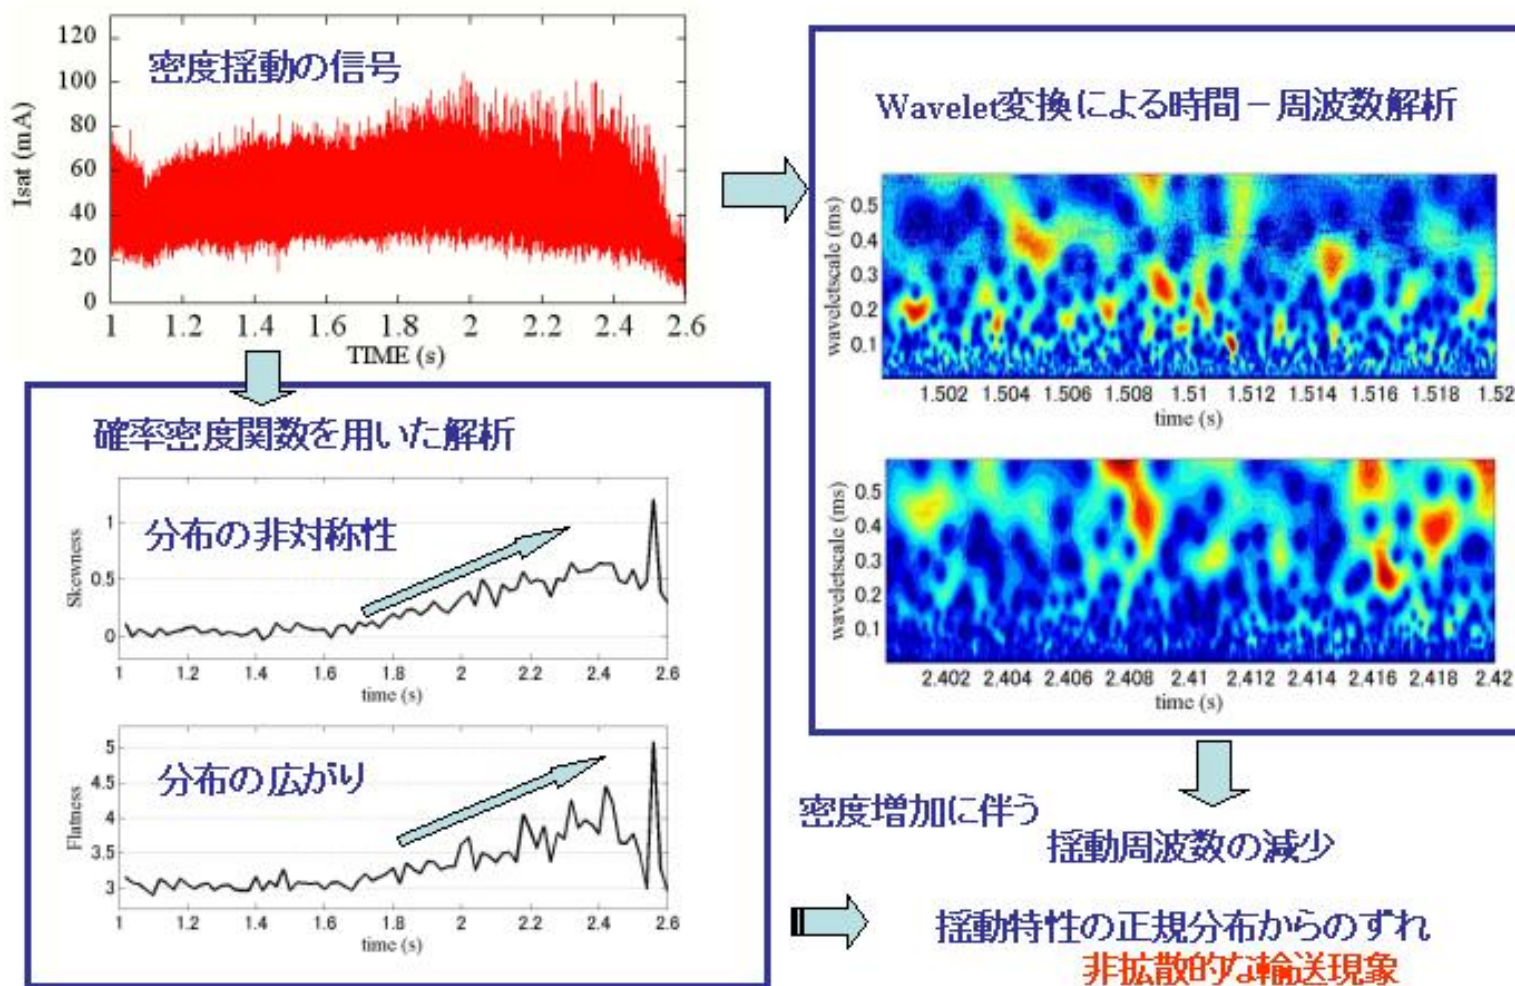 密度揺動の信号
120
100
80
60
40
20
0
Isat (mA)
1 1.2 1.4 1.6 1.8 2 2.2 2.4 2.6
TIME (s)
Wavelet変換による時間－周波数解析
waveletscale (ms)
0.5
0.4
0.3
0.2
0.1
1.502 1.504 1.506 1.508 1.51 1.512 1.514 1.516 1.518 1.52
time (s)
waveletscale (ms)
0.5
0.4
0.3
0.2
0.1
2.402 2.404 2.406 2.408 2.41 2.412 2.414 2.416 2.418 2.42
time (s)
確率密度関数を用いた解析
分布の非対称性
Skewness
1
0.5
0
1 1.2 1.4 1.6 1.8 2 2.2 2.4 2.6
time (s)
分布の広がり
Flatness
5
4.5
4
3.5
3
1 1.2 1.4 1.6 1.8 2 2.2 2.4 2.6
time (s)
密度増加に伴う
揺動周波数の減少
揺動特性の正規分布からのずれ
非拡散的な輸送現象